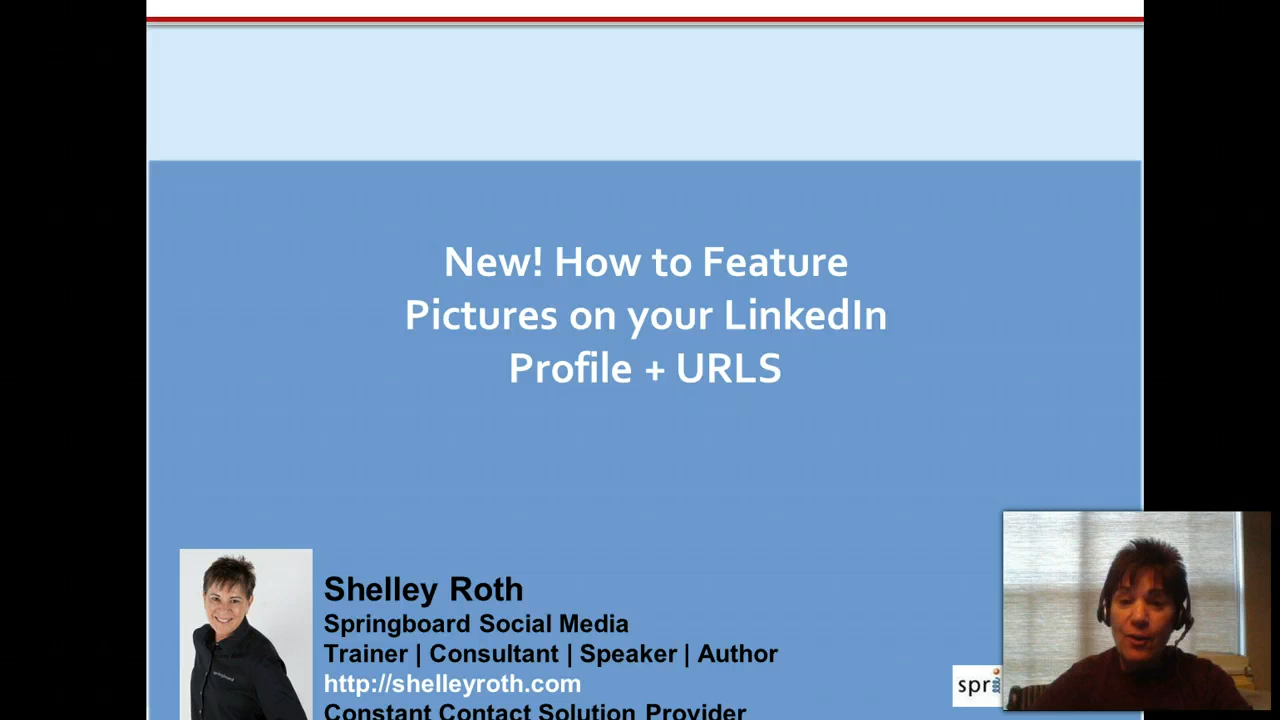 New! How to Feature
Pictures on your LinkedIn
Profile + URLS
Shelley Roth
Springboard Social Media
Trainer | Consultant | Speaker | Author
http://shelleyroth.com
Constant Contact Solution Provider
spri